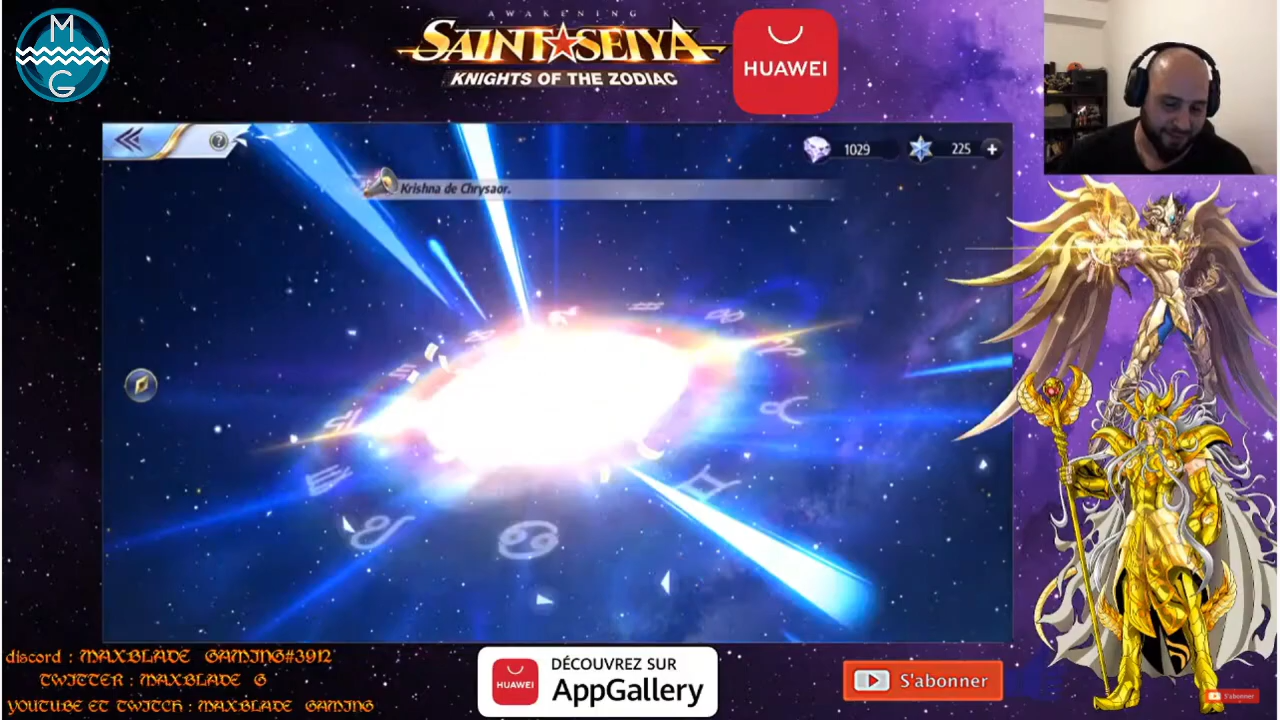 M
G
AWAKENING
SAINT SEIYA
KNIGHTS OF THE ZODIAC
HUAWEI
?
1029
225 +
Krishna de Chrysaor.
discord : MAXBLADE GAMING#3912
TWITTER : MAXBLADE G
YOUTUBE ET TWITCH : MAXBLADE GAMING
HUAWEI
DÉCOUVREZ SUR
AppGallery
S'abonner
S'abonner